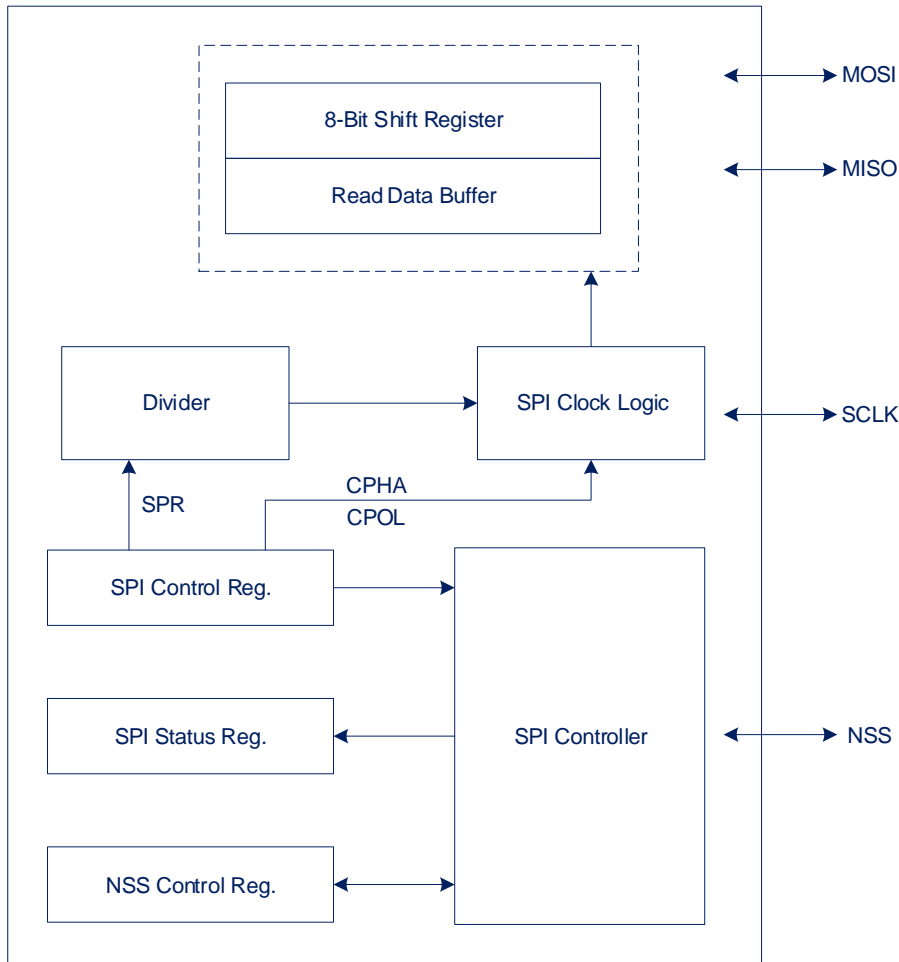 8-Bit Shift Register
Read Data Buffer
MOSI
MISO
Divider
SPI Clock Logic
SCLK
SPR
CPHA
CPOL
SPI Control Reg.
SPI Status Reg.
SPI Controller
NSS
NSS Control Reg.